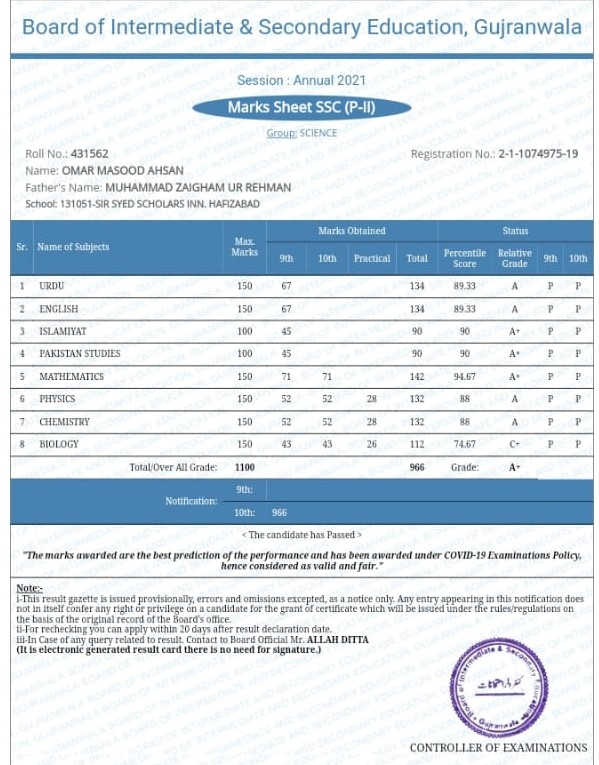 Board of Intermediate & Secondary Education, Gujranwala
Session : Annual 2021
Marks Sheet SSC (P-II)
Group: SCIENCE
Roll No.: 431562 Registration No.: 2-1-1074975-19
Name: OMAR MASOOD AHSAN
Father's Name: MUHAMMAD ZAIGHAM UR REHMAN
School: 131051-SIR SYED SCHOLARS INN. HAFIZABAD
Sr. Name of Subjects Max. Marks Marks Obtained Status
9th 10th Practical Total Percentile Score Relative Grade 9th 10th
1 URDU 150 67 134 89.33 A P P
2 ENGLISH 150 67 134 89.33 A P P
3 ISLAMIYAT 100 45 90 90 A+ P P
4 PAKISTAN STUDIES 100 45 90 90 A+ P P
5 MATHEMATICS 150 71 71 142 94.67 A+ P P
6 PHYSICS 150 52 52 28 132 88 A P P
7 CHEMISTRY 150 52 52 28 132 88 A P P
8 BIOLOGY 150 43 43 26 112 74.67 C+ P P
Total/Over All Grade: 1100 966 Grade: A+
Notification: 9th:
10th: 966
< The candidate has Passed >
"The marks awarded are the best prediction of the performance and has been awarded under COVID-19 Examinations Policy,
hence considered as valid and fair."
Note:-
i-This result gazette is issued provisionally, errors and omissions excepted, as a notice only. Any entry appearing in this notification does
not in itself confer any right or privilege on a candidate for the grant of certificate which will be issued under the rules/regulations on
the basis of the original record of the Board's office.
ii-For rechecking you can apply within 20 days after result declaration date.
iii-In Case of any query related to result. Contact to Board Official Mr. ALLAH DITTA
(It is electronic generated result card there is no need for signature.)
Board of Intermediate & Secondary Education
Gujranwala
CONTROLLER OF EXAMINATIONS